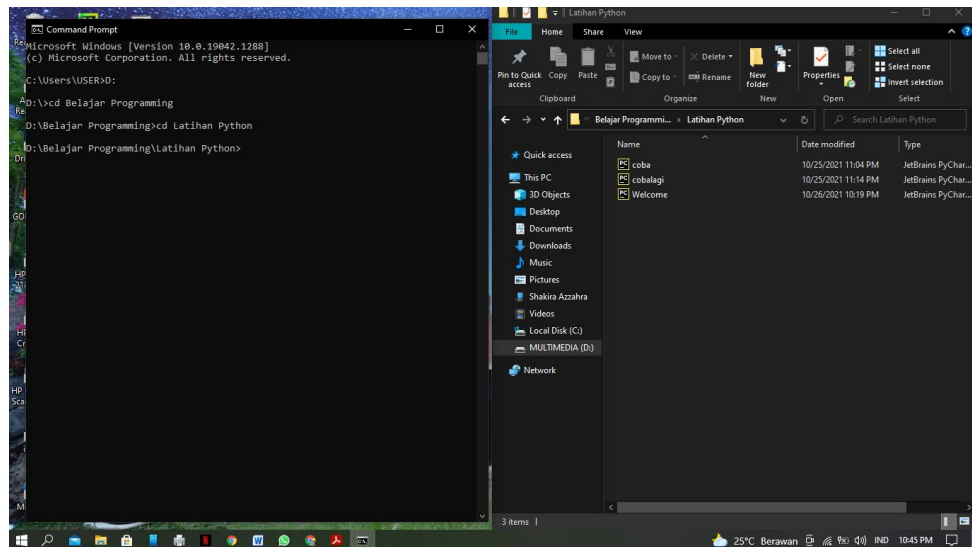 Command Prompt
Microsoft Windows [Version 10.0.19042.1288]
(c) Microsoft Corporation. All rights reserved.
C:\Users\USER>D:
D:\>cd Belajar Programming
D:\Belajar Programming>cd Latihan Python
D:\Belajar Programming\Latihan Python>
Latihan Python
File Home Share View
Pin to Quick access
Copy
Paste
Move to
Copy to
Delete
Rename
New folder
Properties
Select all
Select none
Invert selection
Clipboard Organize New Open Select
Belajar Programmi... Latihan Python
Search Latihan Python
Name Date modified Type
coba 10/25/2021 11:04 PM JetBrains PyChar...
cobalagi 10/25/2021 11:14 PM JetBrains PyChar...
Welcome 10/26/2021 10:19 PM JetBrains PyChar...
Quick access
This PC
3D Objects
Desktop
Documents
Downloads
Music
Pictures
Shakira Azzahra
Videos
Local Disk (C:)
MULTIMEDIA (D:)
Network
3 items
25°C Berawan IND 10:45 PM